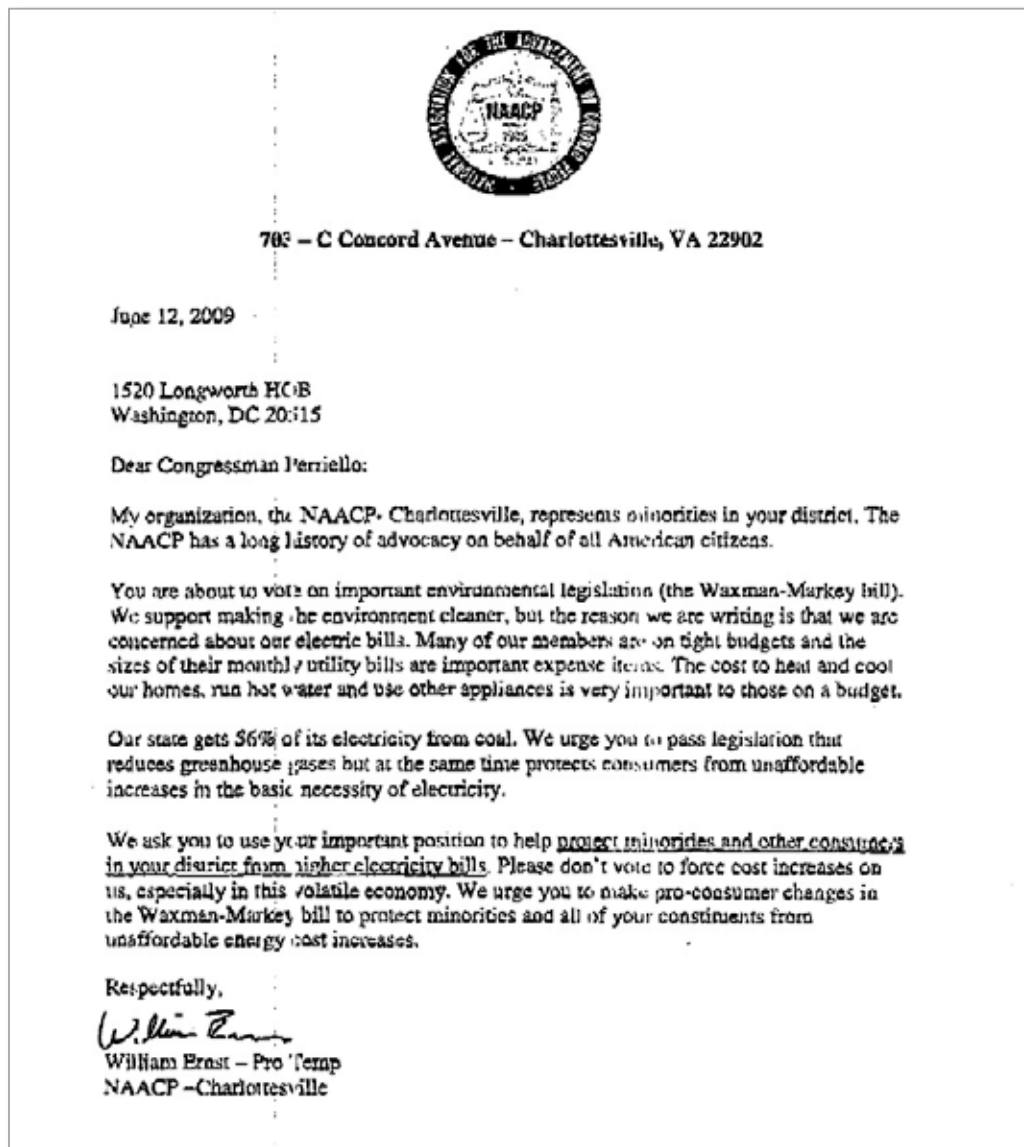 NATIONAL ASSOCIATION FOR THE ADVANCEMENT OF COLORED PEOPLE
NAACP
703 – C Concord Avenue – Charlottesville, VA 22902
June 12, 2009
1520 Longworth HOB
Washington, DC 20515
Dear Congressman Perriello:
My organization, the NAACP- Charlottesville, represents minorities in your district. The
NAACP has a long history of advocacy on behalf of all American citizens.
You are about to vote on important environmental legislation (the Waxman-Markey bill).
We support making the environment cleaner, but the reason we are writing is that we are
concerned about our electric bills. Many of our members are on tight budgets and the
sizes of their monthly utility bills are important expense items. The cost to heat and cool
our homes, run hot water and use other appliances is very important to those on a budget.
Our state gets 56% of its electricity from coal. We urge you to pass legislation that
reduces greenhouse gases but at the same time protects consumers from unaffordable
increases in the basic necessity of electricity.
We ask you to use your important position to help protect minorities and other consumers
in your district from higher electricity bills. Please don't vote to force cost increases on
us, especially in this volatile economy. We urge you to make pro-consumer changes in
the Waxman-Markey bill to protect minorities and all of your constituents from
unaffordable energy cost increases.
Respectfully,
William Ernst – Pro Temp
NAACP –Charlottesville